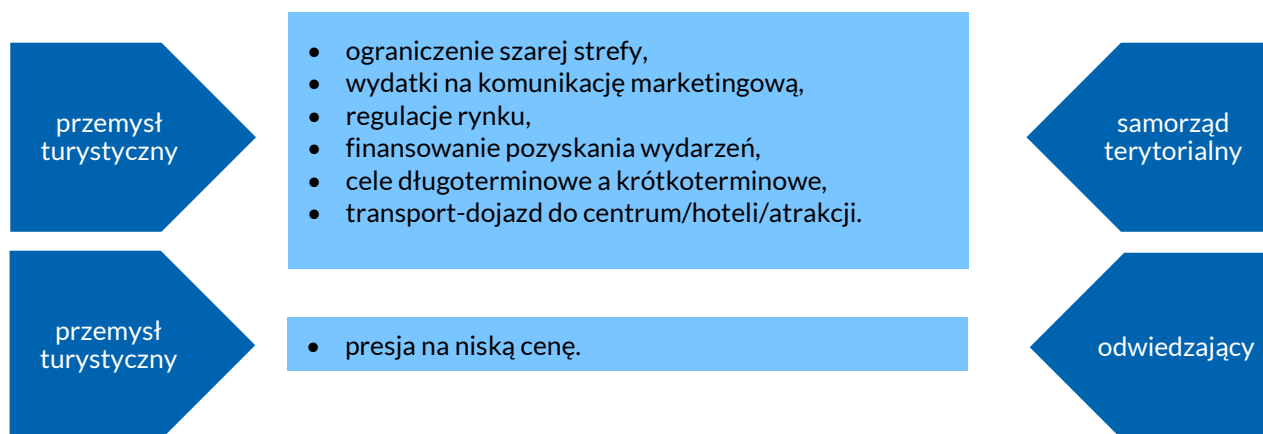 przemysł
turystyczny
• ograniczenie szarej strefy,
• wydatki na komunikację marketingową,
• regulacje rynku,
• finansowanie pozyskania wydarzeń,
• cele długoterminowe a krótkoterminowe,
• transport-dojazd do centrum/hoteli/atrakcji.
samorząd
terytorialny
przemysł
turystyczny
• presja na niską cenę.
odwiedzający